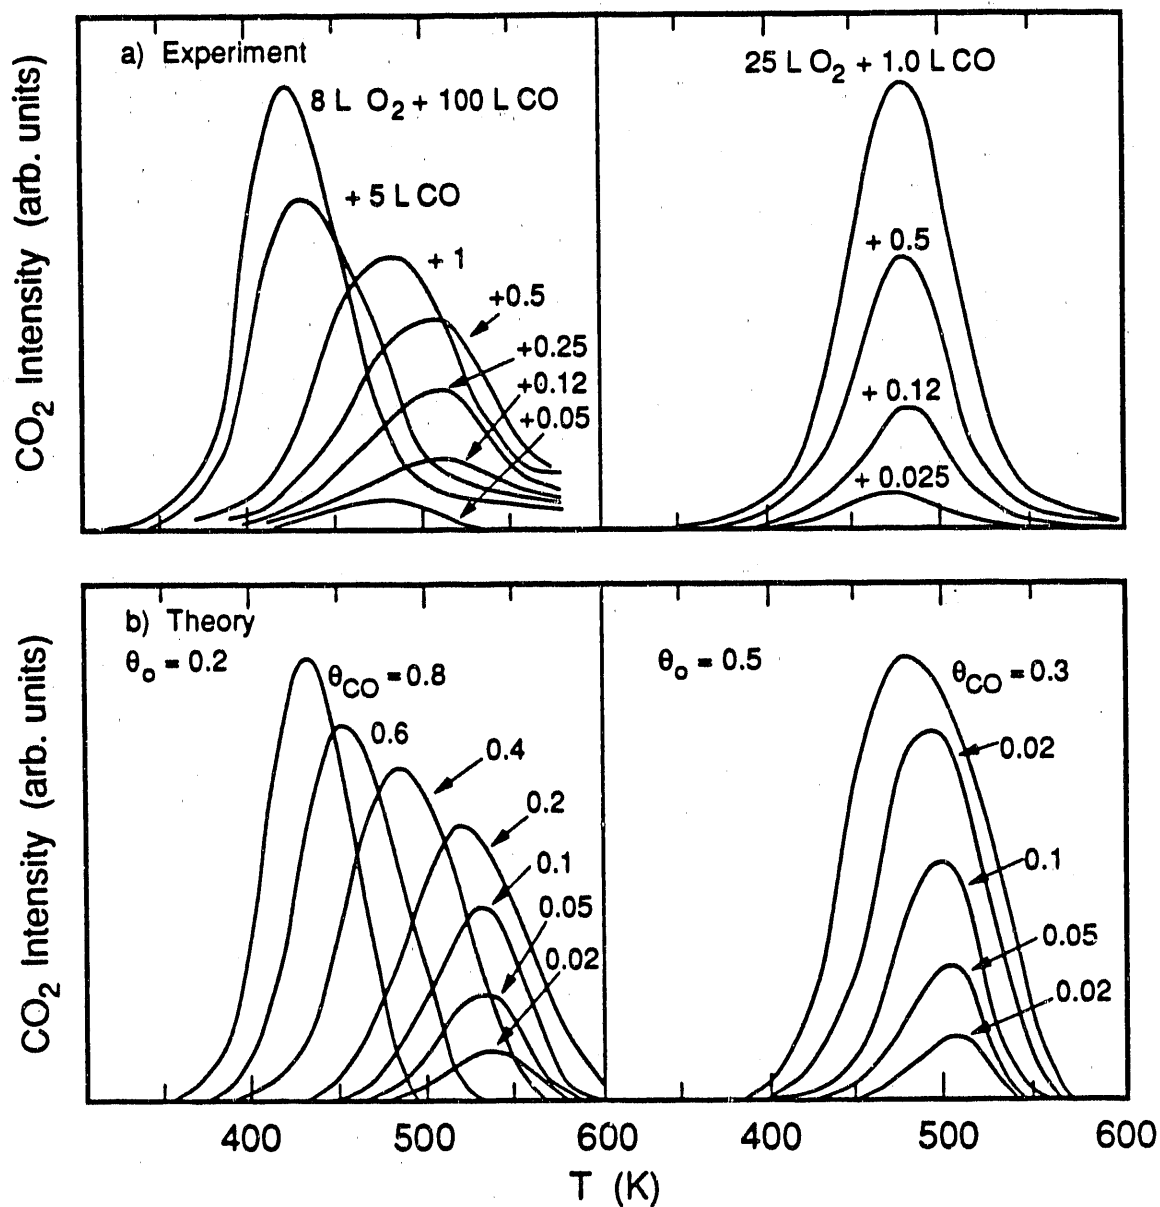 a) Experiment
8 L O₂ + 100 L CO
+ 5 L CO
+ 1
+0.5
+0.25
+0.12
+0.05
25 L O₂ + 1.0 L CO
+ 0.5
+ 0.12
+ 0.025
CO₂ Intensity (arb. units)
b) Theory
θₒ = 0.2
θCO = 0.8
0.6
0.4
0.2
0.1
0.05
0.02
θₒ = 0.5
θCO = 0.3
0.02
0.1
0.05
0.02
CO₂ Intensity (arb. units)
400 500 600 400 500 600
T (K)